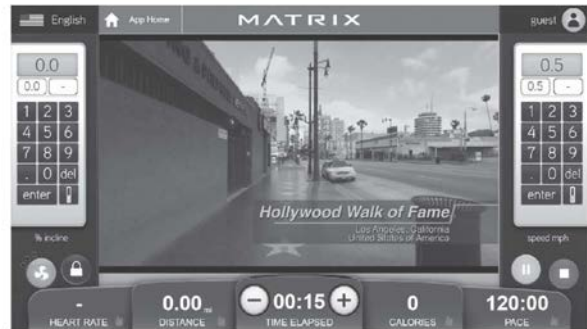 English
App Home
MATRIX
guest
0.0
0.0 -
1 2 3
4 5 6
7 8 9
. 0 del
enter
% incline
Hollywood Walk of Fame
Los Angeles, California
United States of America
0.5
0.5 -
1 2 3
4 5 6
7 8 9
. 0 del
enter
speed mph
-
HEART RATE
0.00 mi
DISTANCE
− 00:15 +
TIME ELAPSED
0
CALORIES
120:00
PACE